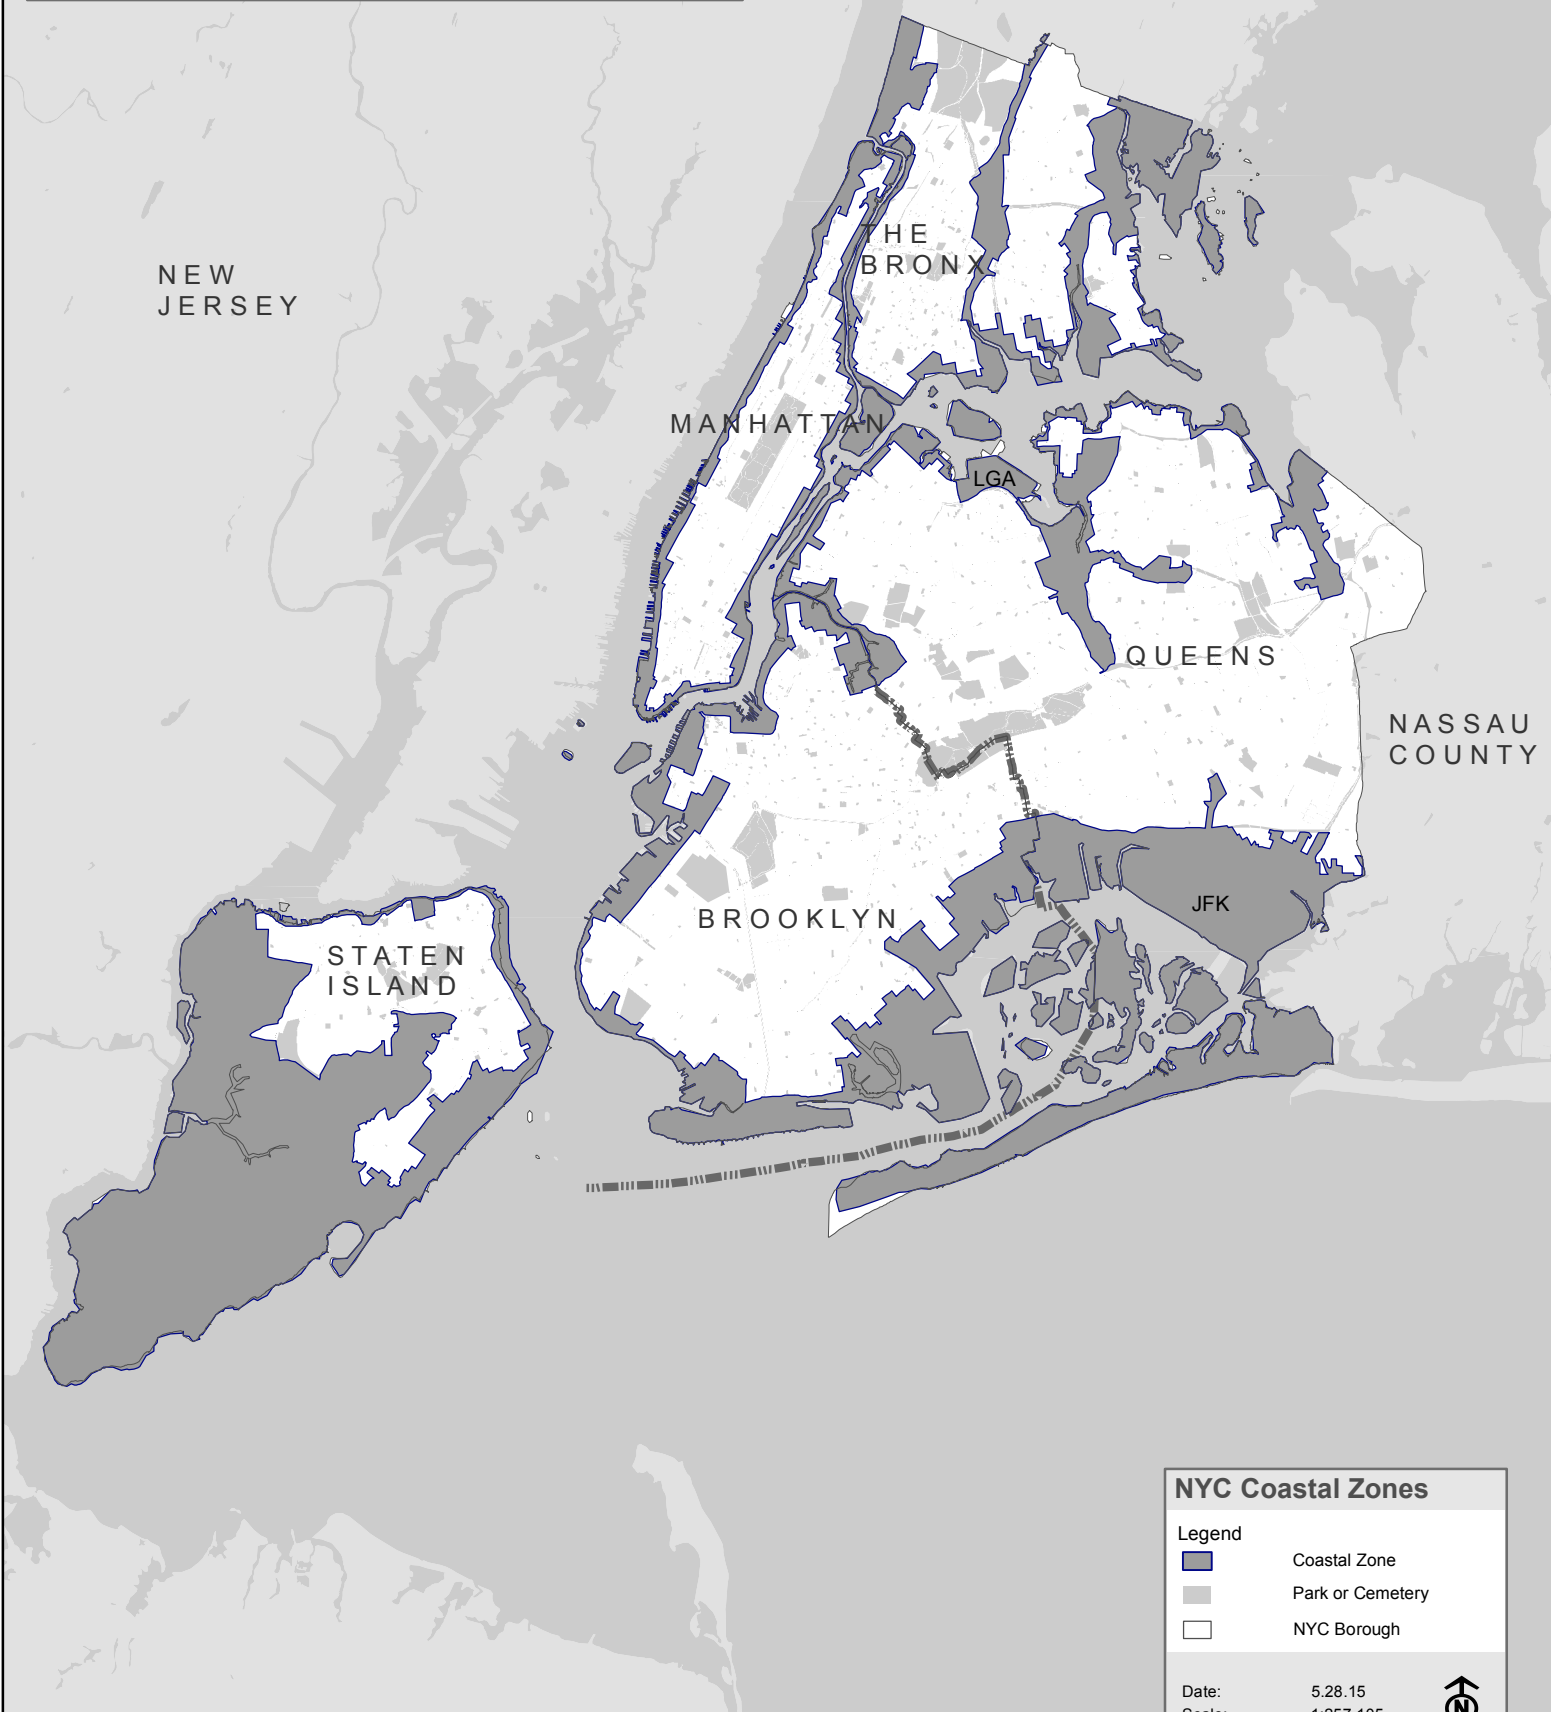 THE
BRONX
NEW
JERSEY
MANHATTAN
LGA
QUEENS
NASSAU
COUNTY
JFK
BROOKLYN
STATEN
ISLAND
NYC Coastal Zones
Legend
Coastal Zone
Park or Cemetery
NYC Borough
Date: 5.28.15
N